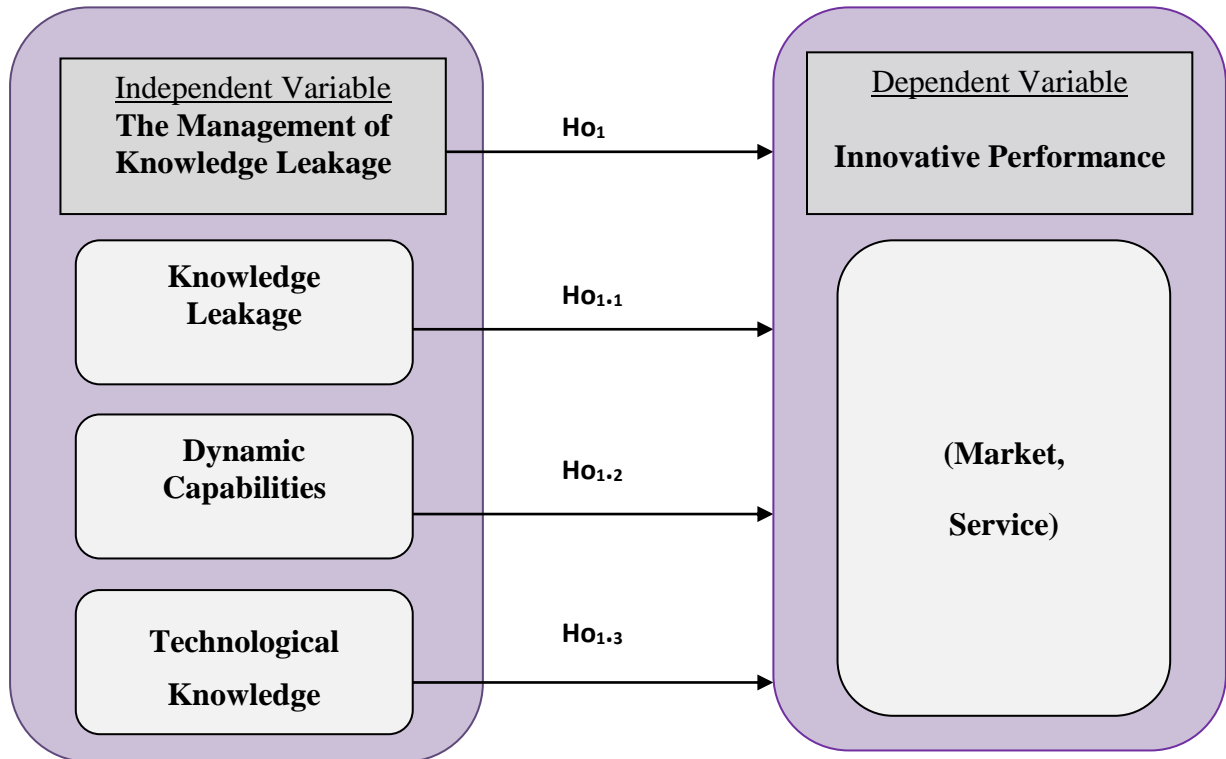 Independent Variable
The Management of
Knowledge Leakage
Ho₁
Dependent Variable
Innovative Performance
Knowledge
Leakage
Ho₁.₁
Dynamic
Capabilities
Ho₁.₂
Technological
Knowledge
Ho₁.₃
(Market,
Service)